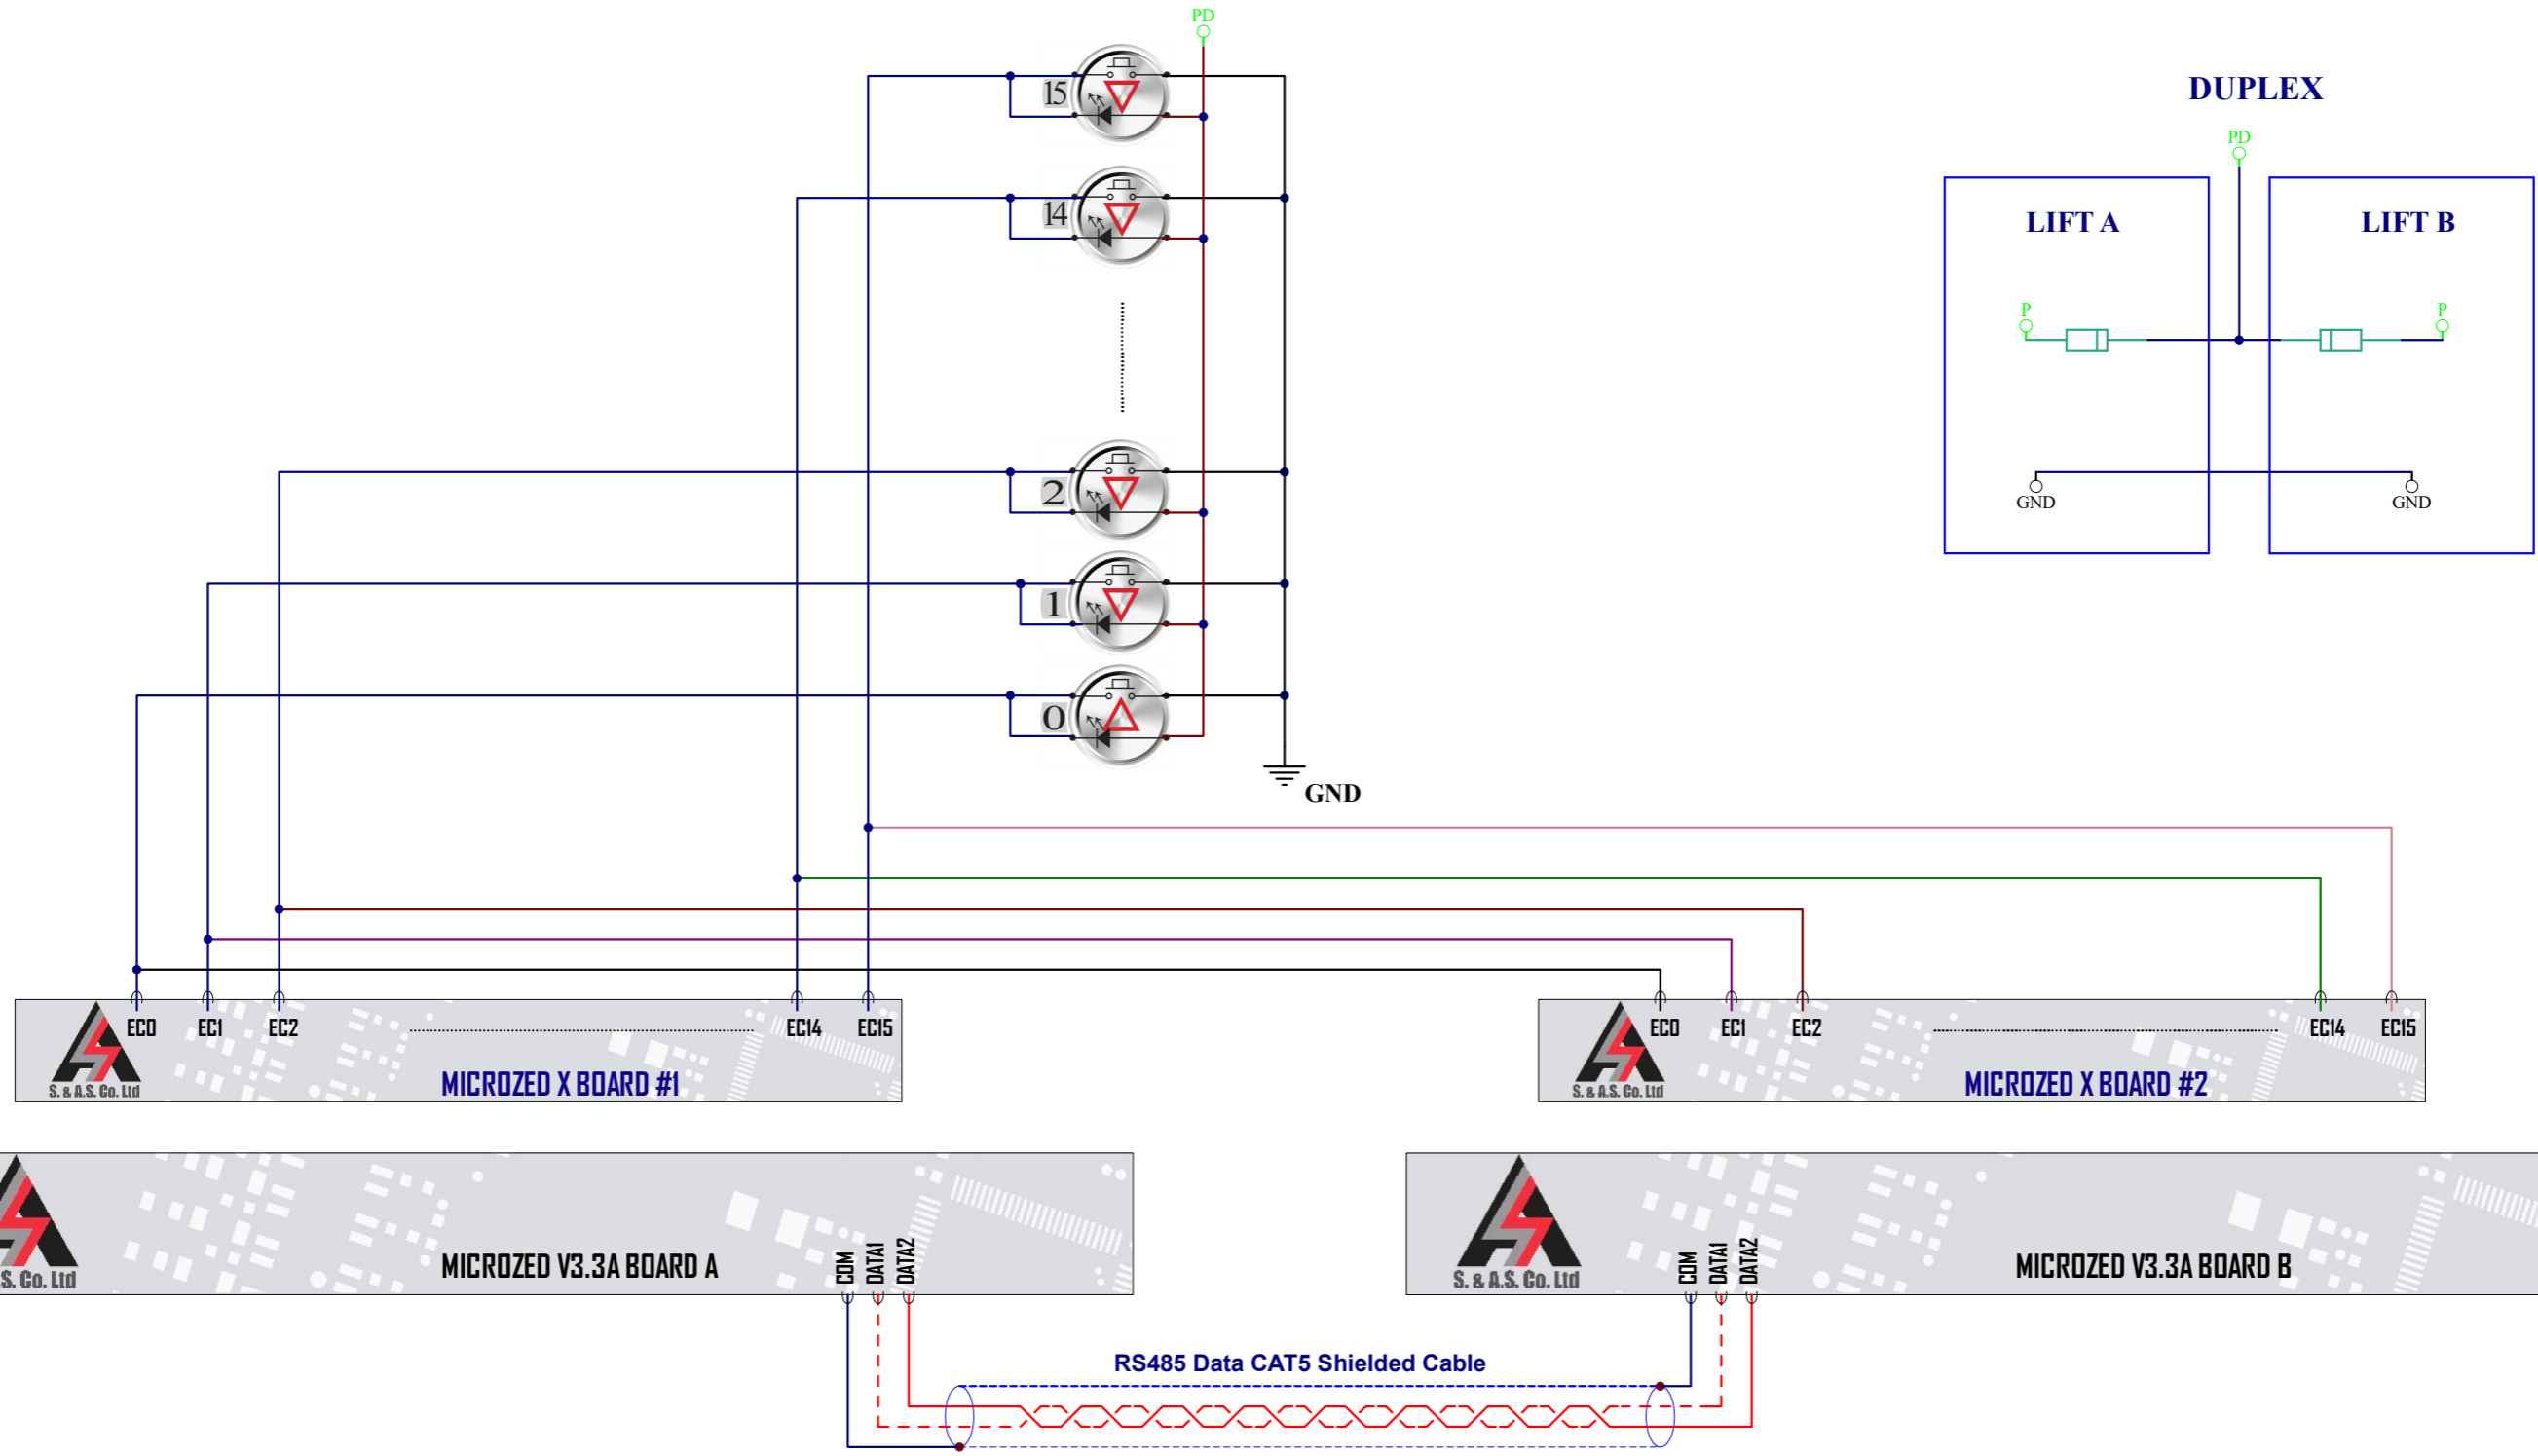 PD
15
14
2
1
0
GND
DUPLEX
PD
LIFT A
LIFT B
P
P
GND
GND
EC0 EC1 EC2 EC14 EC15
S. & A.S. Co. Ltd
MICROZED X BOARD #1
EC0 EC1 EC2 EC14 EC15
S. & A.S. Co. Ltd
MICROZED X BOARD #2
S. Co. Ltd
MICROZED V3.3A BOARD A
COM
DATA1
DATA2
S. & A.S. Co. Ltd
COM
DATA1
DATA2
MICROZED V3.3A BOARD B
RS485 Data CAT5 Shielded Cable